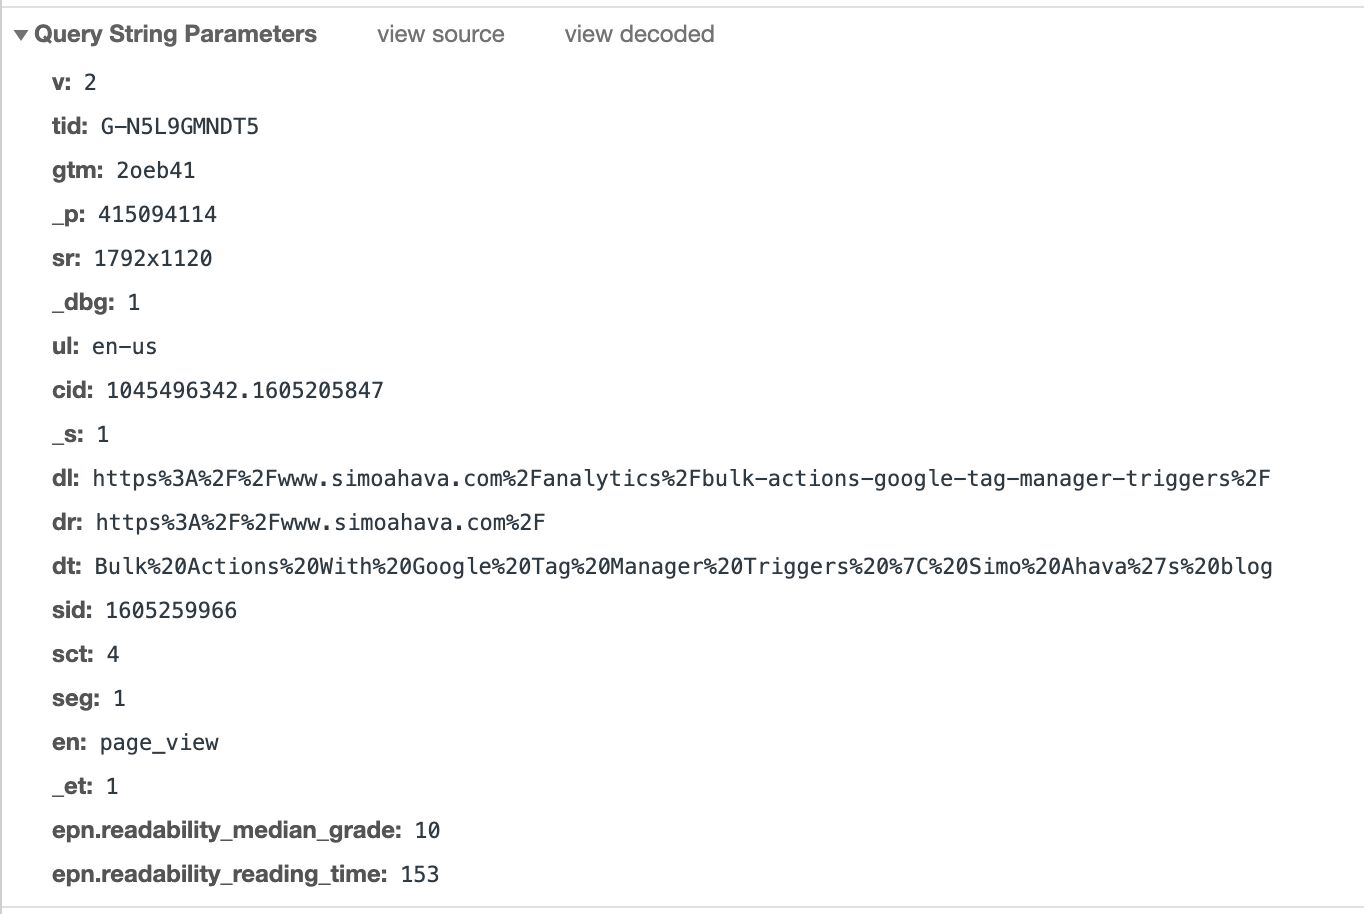 Query String Parameters view source view decoded
v: 2
tid: G-N5L9GMNDT5
gtm: 2oeb41
_p: 415094114
sr: 1792x1120
_dbg: 1
ul: en-us
cid: 1045496342.1605205847
_s: 1
dl: https%3A%2F%2Fwww.simoahava.com%2Fanalytics%2Fbulk-actions-google-tag-manager-triggers%2F
dr: https%3A%2F%2Fwww.simoahava.com%2F
dt: Bulk%20Actions%20With%20Google%20Tag%20Manager%20Triggers%20%7C%20Simo%20Ahava%27s%20blog
sid: 1605259966
sct: 4
seg: 1
en: page_view
_et: 1
epn.readability_median_grade: 10
epn.readability_reading_time: 153